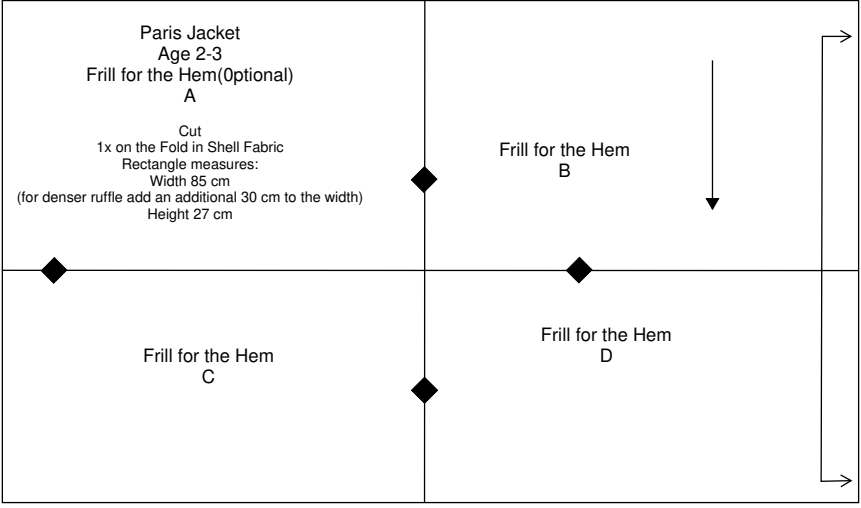 Paris Jacket
Age 2-3
Frill for the Hem(0ptional)
A
Cut
1x on the Fold in Shell Fabric
Rectangle measures:
Width 85 cm
(for denser ruffle add an additional 30 cm to the width)
Height 27 cm
Frill for the Hem
B
Frill for the Hem
C
Frill for the Hem
D